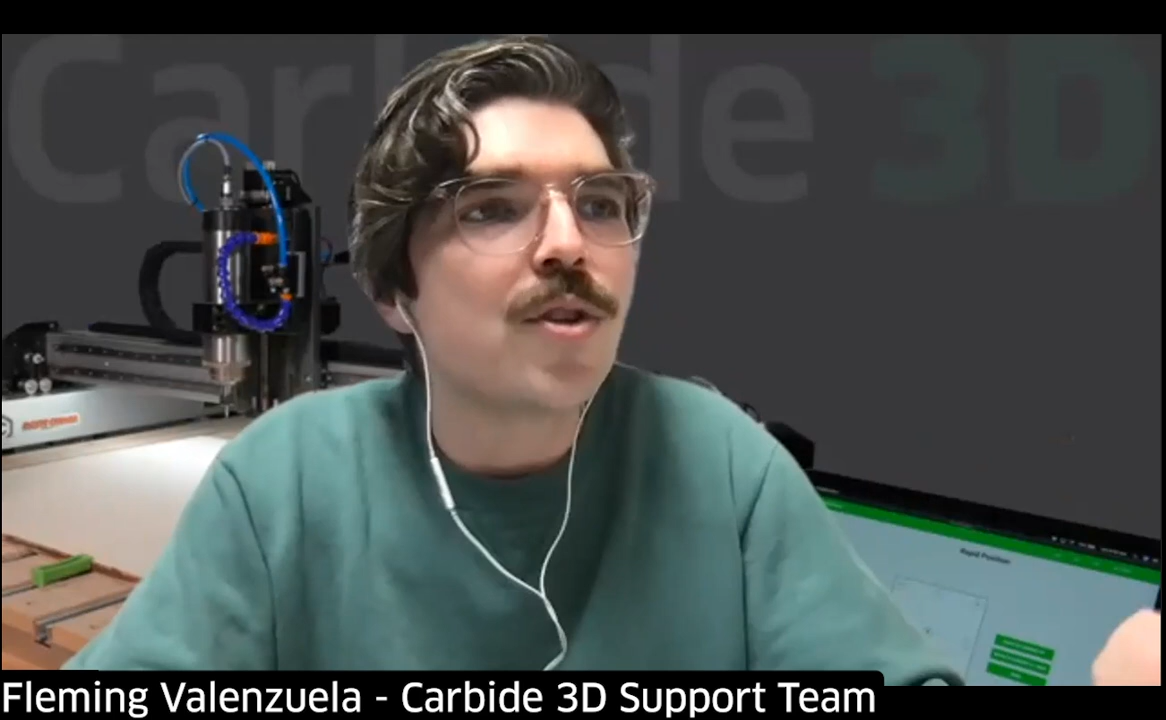 Carbide 3D
Rapid Position
Fleming Valenzuela - Carbide 3D Support Team